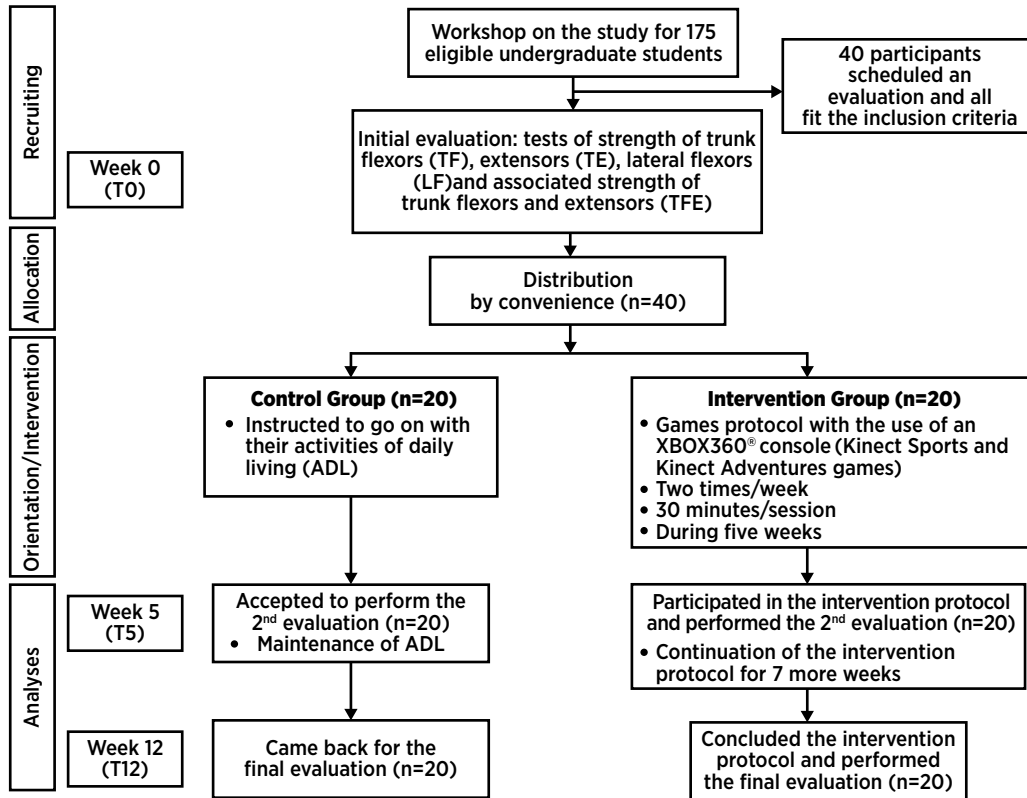 Recruiting
Workshop on the study for 175
eligible undergraduate students
40 participants
scheduled an
evaluation and all
fit the inclusion criteria
Week 0
(T0)
Initial evaluation: tests of strength of trunk
flexors (TF), extensors (TE), lateral flexors
(LF)and associated strength of
trunk flexors and extensors (TFE)
Allocation
Distribution
by convenience (n=40)
Orientation/Intervention
Control Group (n=20)
• Instructed to go on with
their activities of daily
living (ADL)
Intervention Group (n=20)
• Games protocol with the use of an
XBOX360® console (Kinect Sports and
Kinect Adventures games)
• Two times/week
• 30 minutes/session
• During five weeks
Analyses
Week 5
(T5)
Accepted to perform the
2nd evaluation (n=20)
• Maintenance of ADL
Participated in the intervention protocol
and performed the 2nd evaluation (n=20)
• Continuation of the intervention
protocol for 7 more weeks
Week 12
(T12)
Came back for the
final evaluation (n=20)
Concluded the intervention
protocol and performed
the final evaluation (n=20)